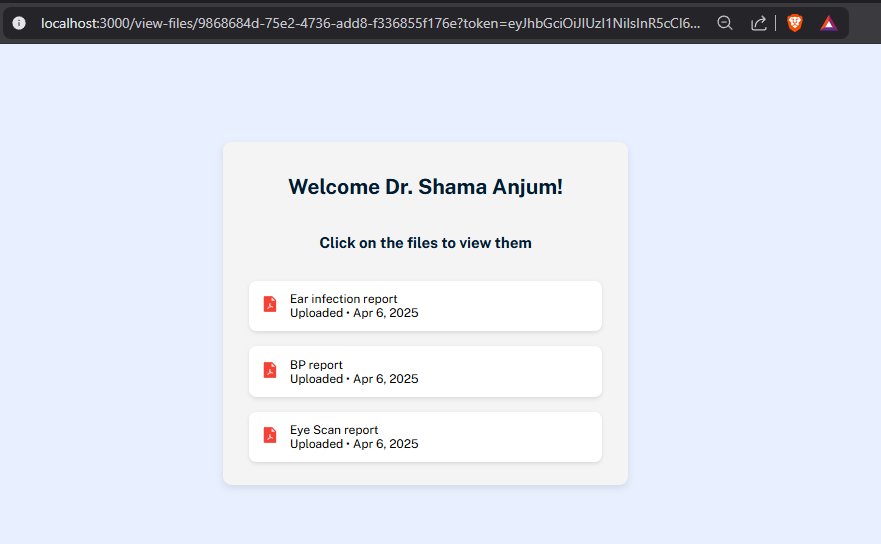 localhost:3000/view-files/9868684d-75e2-4736-add8-f336855f176e?token=eyJhbGciOiJIUzI1NiIsInR5cCI6...
Welcome Dr. Shama Anjum!
Click on the files to view them
Ear infection report
Uploaded • Apr 6, 2025
BP report
Uploaded • Apr 6, 2025
Eye Scan report
Uploaded • Apr 6, 2025